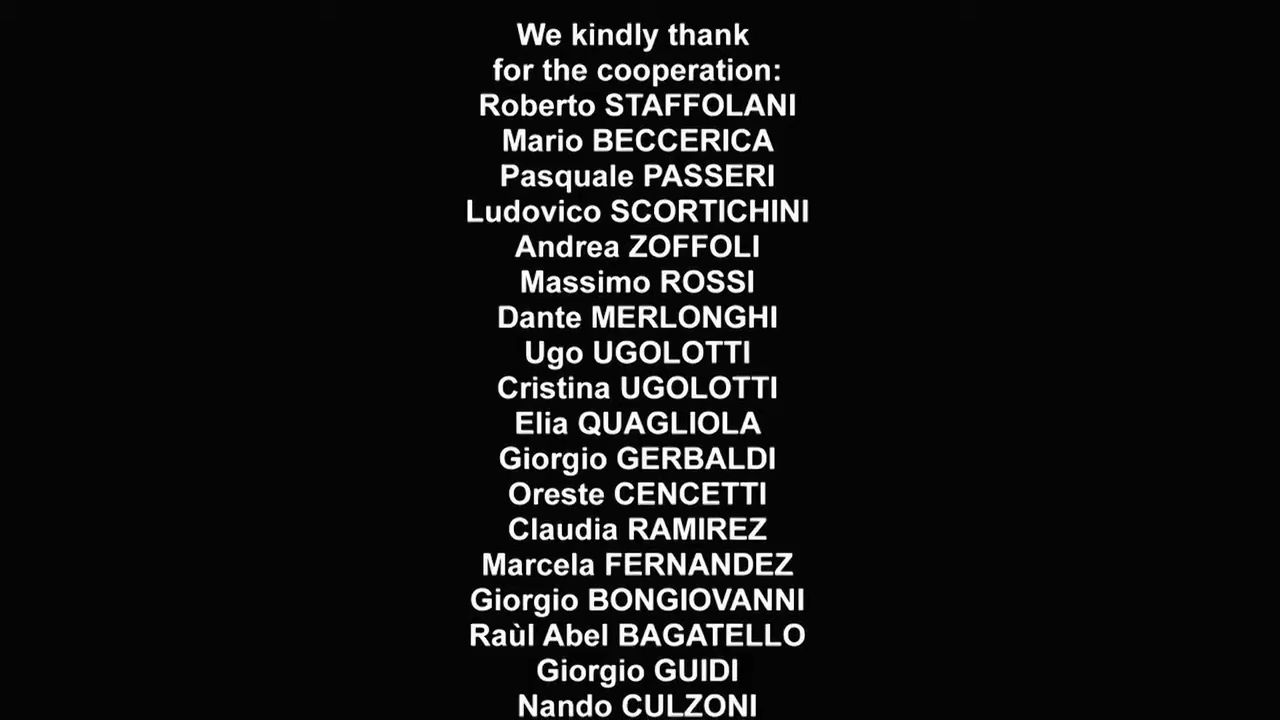 We kindly thank
for the cooperation:
Roberto STAFFOLANI
Mario BECCERICA
Pasquale PASSERI
Ludovico SCORTICHINI
Andrea ZOFFOLI
Massimo ROSSI
Dante MERLONGHI
Ugo UGOLOTTI
Cristina UGOLOTTI
Elia QUAGLIOLA
Giorgio GERBALDI
Oreste CENCETTI
Claudia RAMIREZ
Marcela FERNANDEZ
Giorgio BONGIOVANNI
Raùl Abel BAGATELLO
Giorgio GUIDI
Nando CULZONI